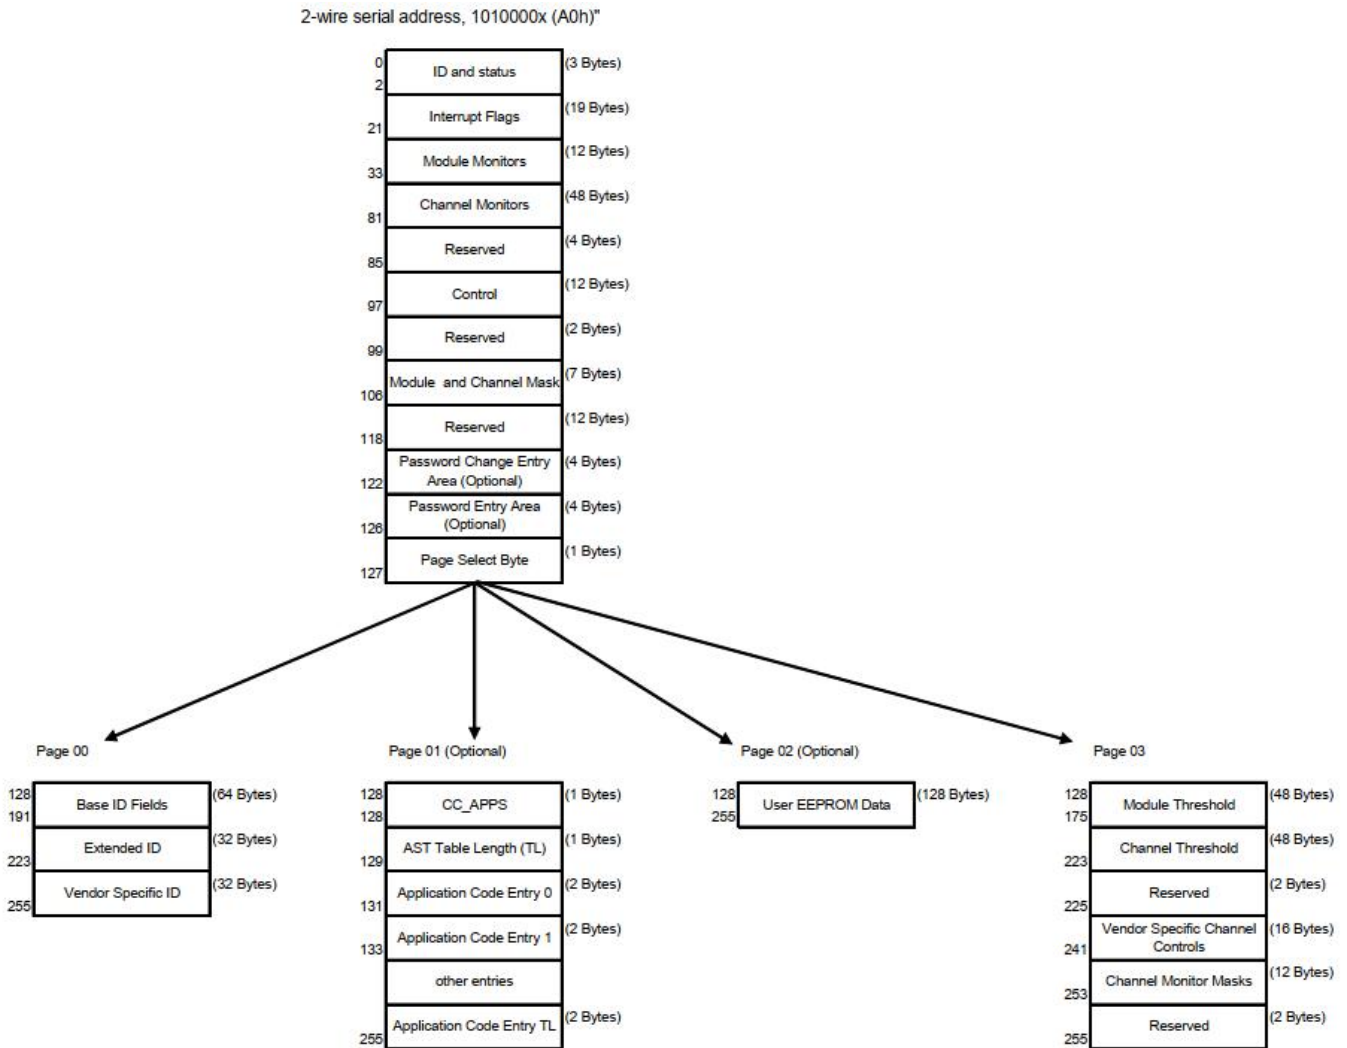 2-wire serial address, 1010000x (A0h)"
0
ID and status
(3 Bytes)
2
Interrupt Flags
(19 Bytes)
21
Module Monitors
(12 Bytes)
33
Channel Monitors
(48 Bytes)
81
Reserved
(4 Bytes)
85
Control
(12 Bytes)
97
Reserved
(2 Bytes)
99
Module and Channel Mask
(7 Bytes)
106
Reserved
(12 Bytes)
118
Password Change Entry
Area (Optional)
(4 Bytes)
122
Password Entry Area
(Optional)
(4 Bytes)
126
Page Select Byte
(1 Bytes)
127
Page 00
128
Base ID Fields
(64 Bytes)
191
Extended ID
(32 Bytes)
223
Vendor Specific ID
(32 Bytes)
255
Page 01 (Optional)
128
CC_APPS
(1 Bytes)
128
AST Table Length (TL)
(1 Bytes)
129
Application Code Entry 0
(2 Bytes)
131
Application Code Entry 1
(2 Bytes)
133
other entries
Application Code Entry TL
(2 Bytes)
255
Page 02 (Optional)
128
User EEPROM Data
(128 Bytes)
255
Page 03
128
Module Threshold
(48 Bytes)
175
Channel Threshold
(48 Bytes)
223
Reserved
(2 Bytes)
225
Vendor Specific Channel
Controls
(16 Bytes)
241
Channel Monitor Masks
(12 Bytes)
253
Reserved
(2 Bytes)
255